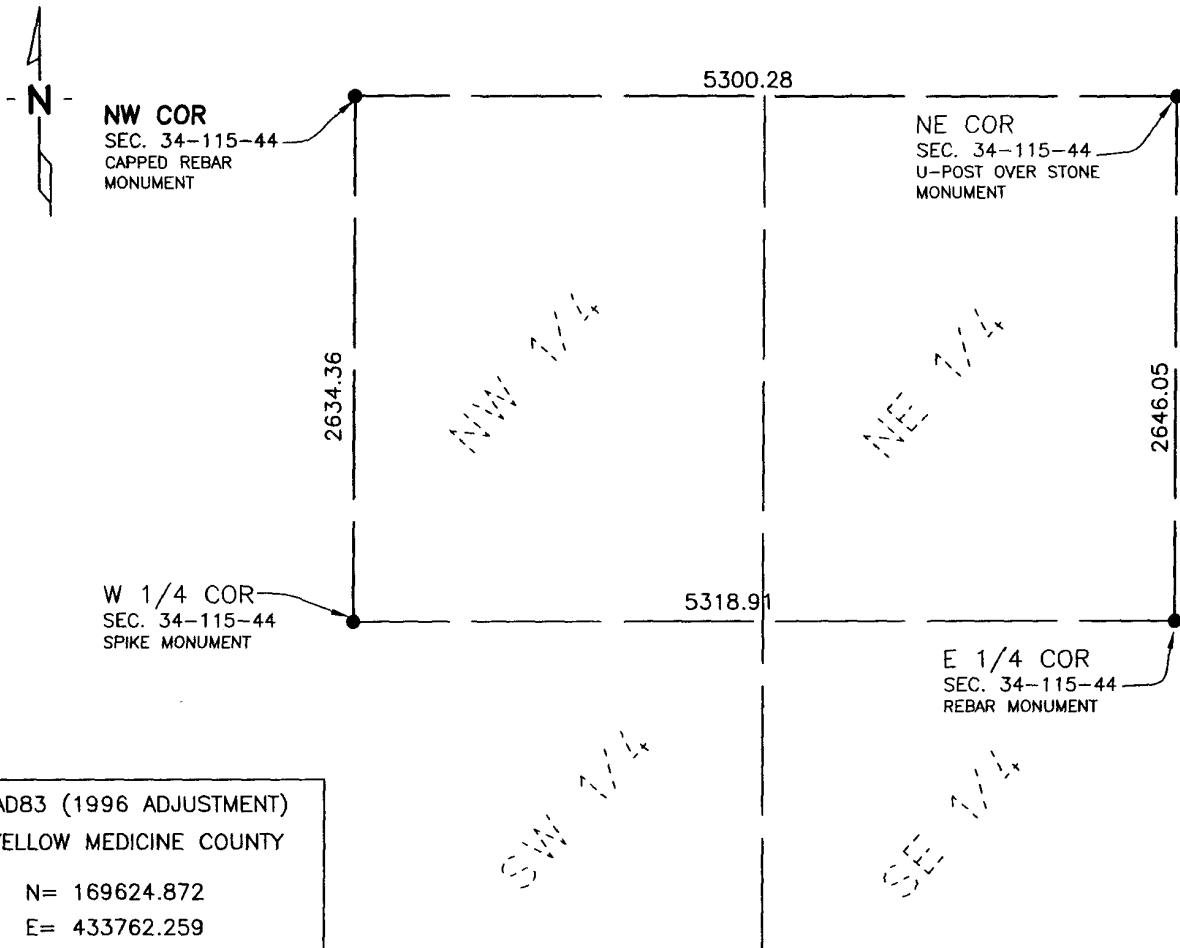 5300.28
N
NW COR
SEC. 34-115-44
CAPPED REBAR
MONUMENT
NE COR
SEC. 34-115-44
U-POST OVER STONE
MONUMENT
NW 1/4
NE 1/4
2634.36
2646.05
W 1/4 COR
SEC. 34-115-44
SPIKE MONUMENT
5318.91
E 1/4 COR
SEC. 34-115-44
REBAR MONUMENT
SW 1/4
SE 1/4
AD83 (1996 ADJUSTMENT)
YELLOW MEDICINE COUNTY
N= 169624.872
E= 433762.259